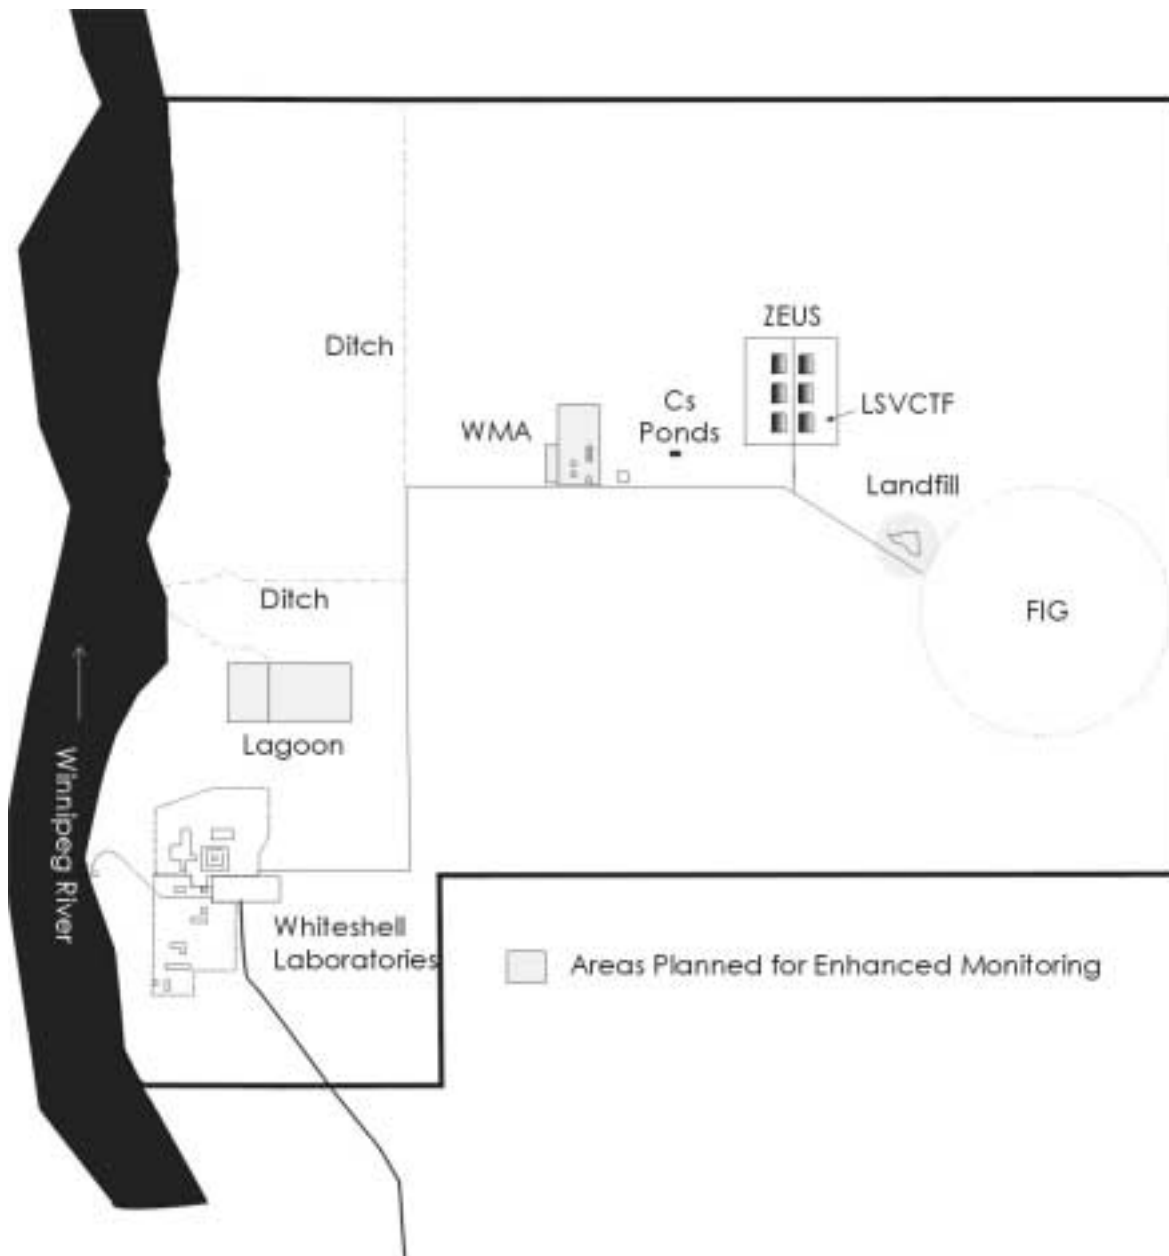 ZEUS
Ditch
LSVCTF
Cs
Ponds
WMA
Landfill
Ditch
FIG
Lagoon
Winnipeg River
Whiteshell
Laboratories
Areas Planned for Enhanced Monitoring